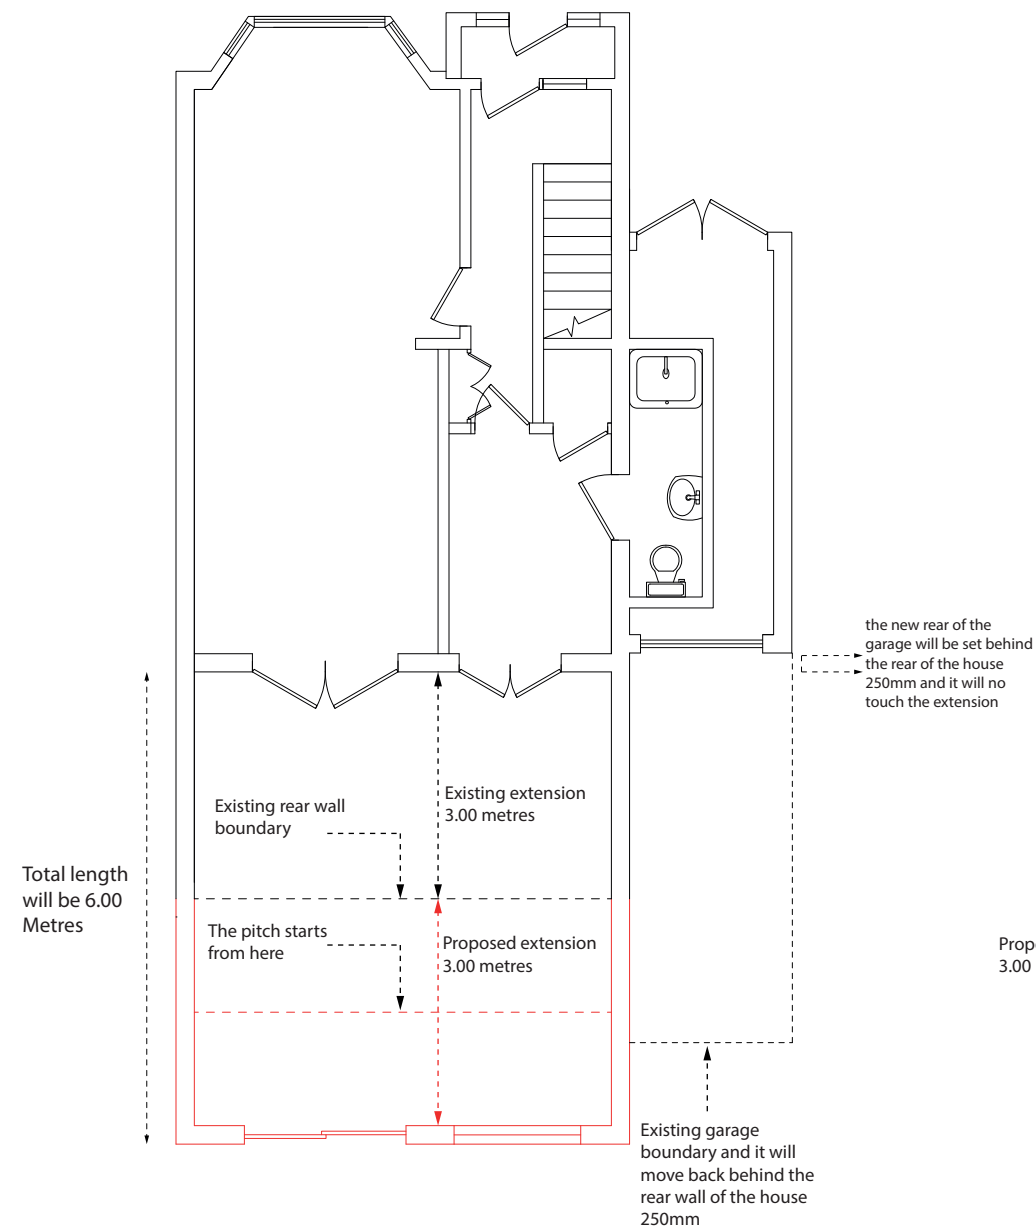 the new rear of the
garage will be set behind
the rear of the house
250mm and it will no
touch the extension
Existing rear wall
boundary
Existing extension
3.00 metres
Total length
will be 6.00
Metres
The pitch starts
from here
Proposed extension
3.00 metres
Prop
3.00
Existing garage
boundary and it will
move back behind the
rear wall of the house
250mm